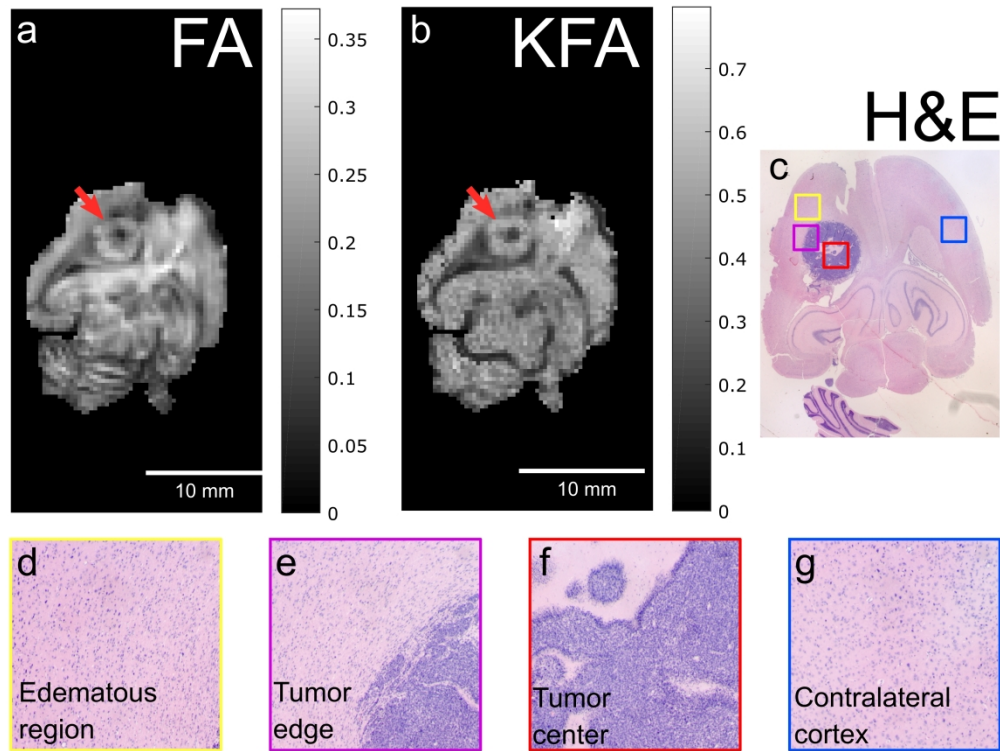 a
FA
0.35
0.3
0.25
0.2
0.15
0.1
0.05
0
10 mm
b
KFA
0.7
0.6
0.5
0.4
0.3
0.2
0.1
0
10 mm
H&E
c
d
Edematous
region
e
Tumor
edge
f
Tumor
center
g
Contralateral
cortex